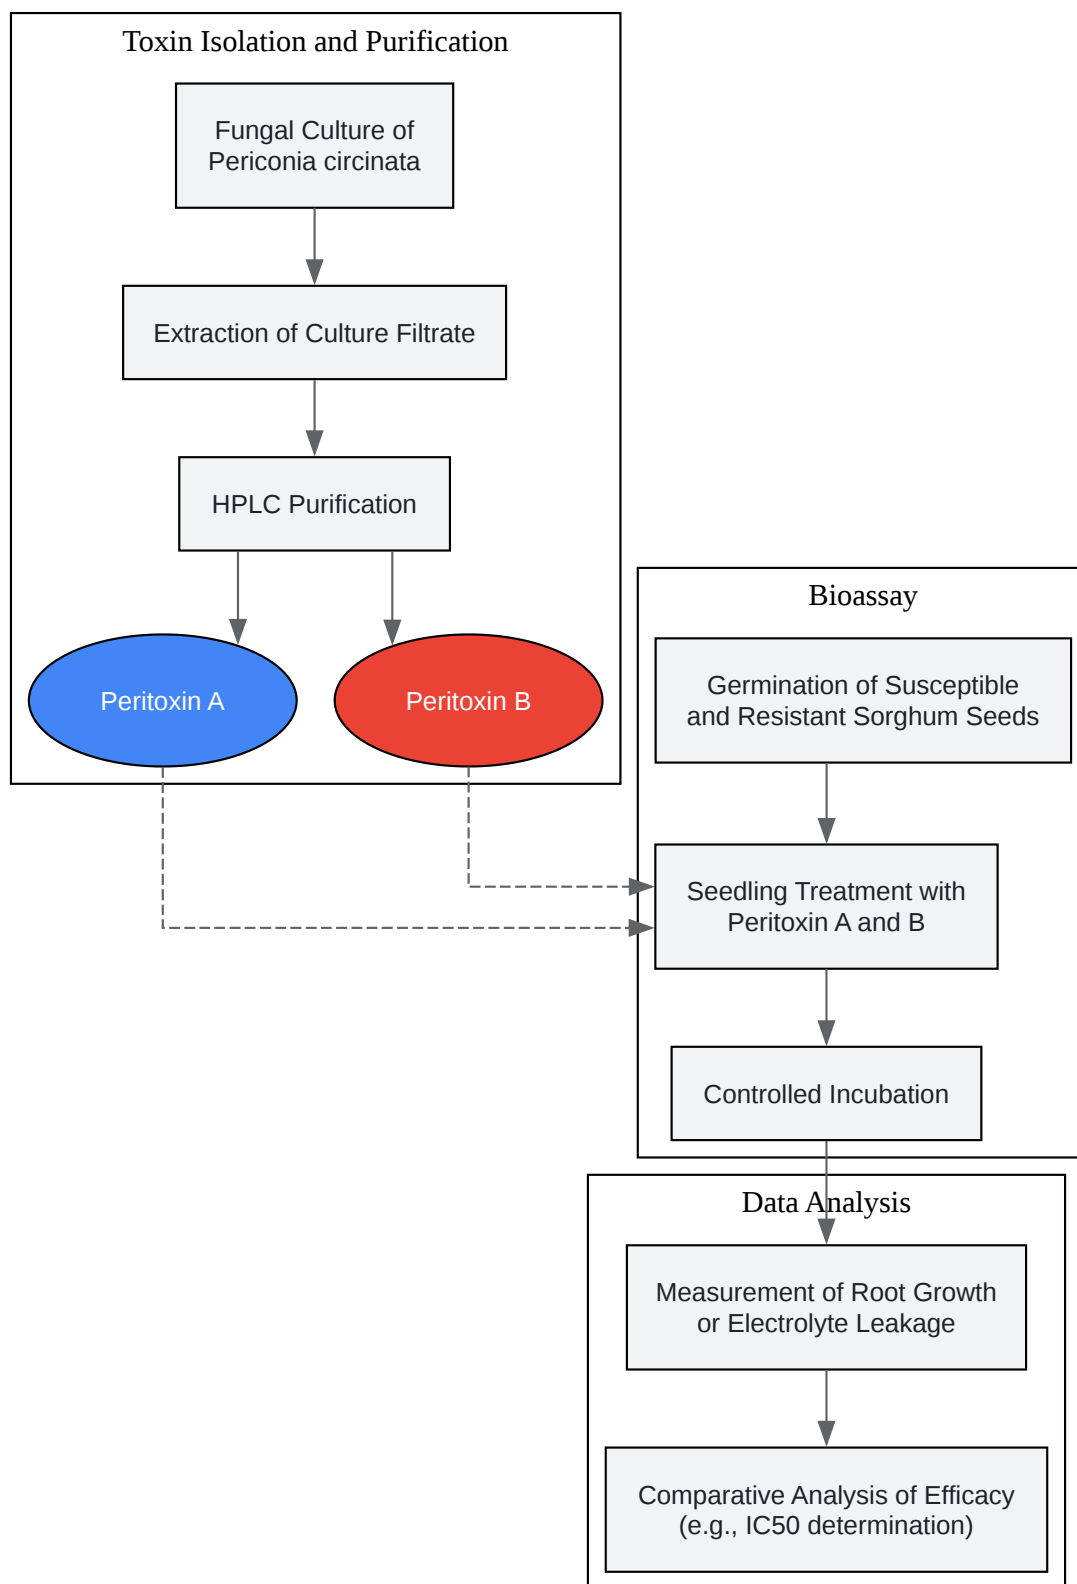 Toxin Isolation and Purification
Fungal Culture of
Periconia circinata
Extraction of Culture Filtrate
HPLC Purification
Peritoxin A
Peritoxin B
Bioassay
Germination of Susceptible
and Resistant Sorghum Seeds
Seedling Treatment with
Peritoxin A and B
Controlled Incubation
Data Analysis
Measurement of Root Growth
or Electrolyte Leakage
Comparative Analysis of Efficacy
(e.g., IC50 determination)